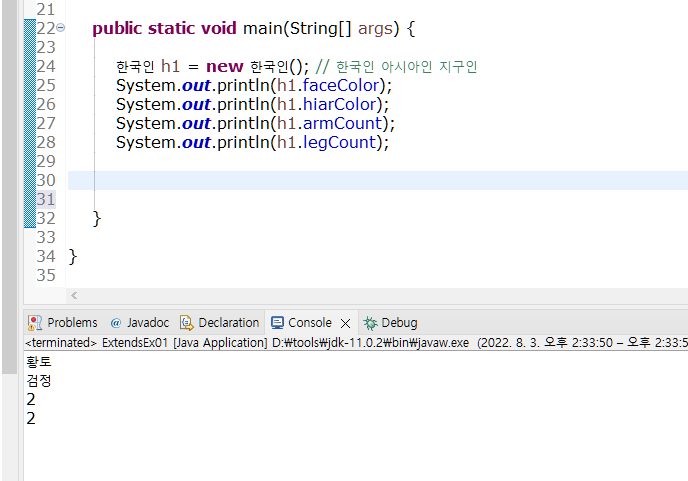 21
22 public static void main(String[] args) {
23
24 한국인 h1 = new 한국인(); // 한국인 아시아인 지구인
25 System.out.println(h1.faceColor);
26 System.out.println(h1.hiarColor);
27 System.out.println(h1.armCount);
28 System.out.println(h1.legCount);
29
30
31
32 }
33
34 }
35
Problems @ Javadoc Declaration Console Debug
<terminated> ExtendsEx01 [Java Application] D:₩tools₩jdk-11.0.2₩bin₩javaw.exe (2022. 8. 3. 오후 2:33:50 – 오후 2:33:5
황토
검정
2
2